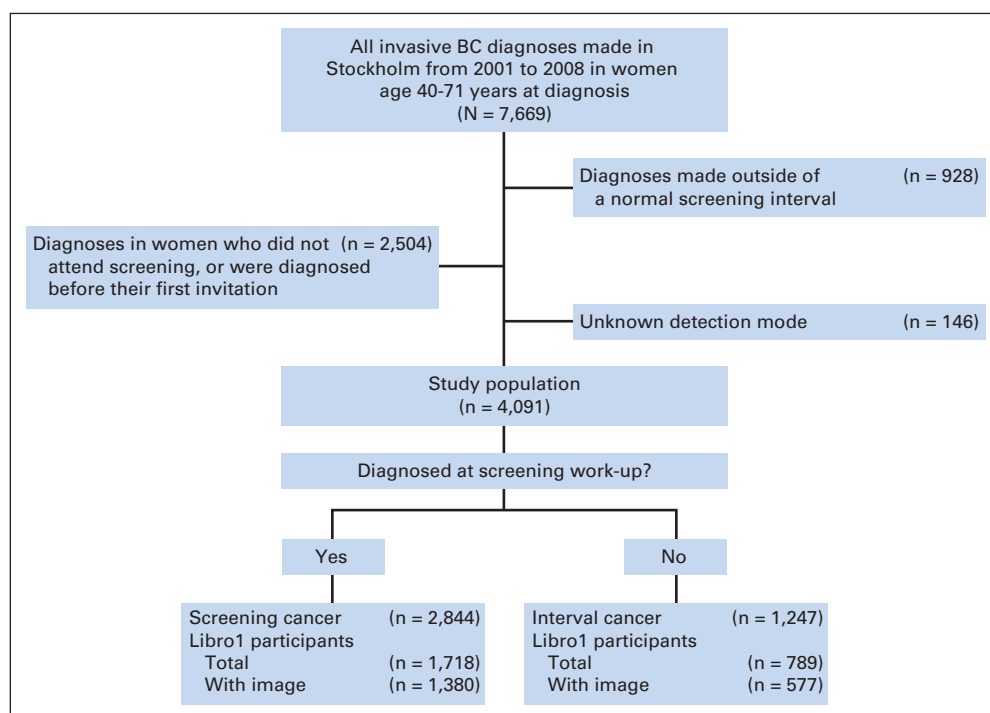 All invasive BC diagnoses made in
Stockholm from 2001 to 2008 in women
age 40-71 years at diagnosis
(N = 7,669)
Diagnoses made outside of (n = 928)
a normal screening interval
Diagnoses in women who did not (n = 2,504)
attend screening, or were diagnosed
before their first invitation
Unknown detection mode (n = 146)
Study population
(n = 4,091)
Diagnosed at screening work-up?
Yes
No
Screening cancer (n = 2,844)
Libro1 participants
Total (n = 1,718)
With image (n = 1,380)
Interval cancer (n = 1,247)
Libro1 participants
Total (n = 789)
With image (n = 577)